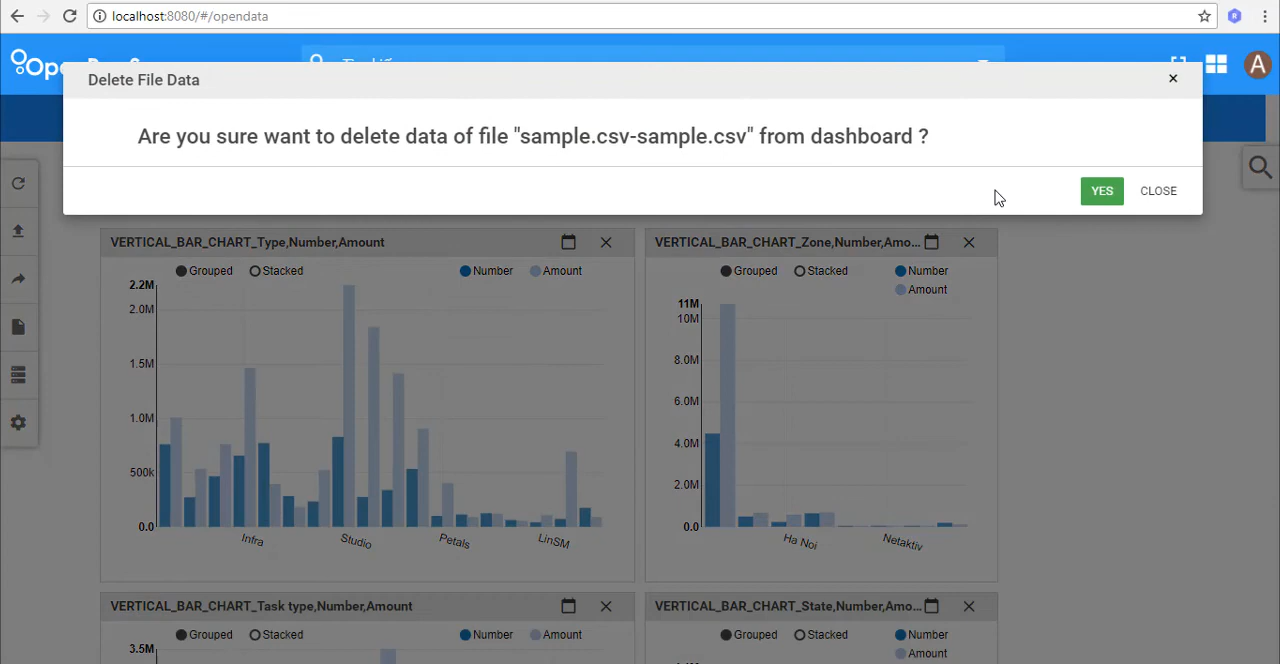 localhost:8080/#/opendata
Delete File Data
×
Are you sure want to delete data of file "sample.csv-sample.csv" from dashboard ?
YES CLOSE
A
VERTICAL_BAR_CHART_Type,Number,Amount
Grouped Stacked Number Amount
2.2M
2.0M
1.5M
1.0M
500k
0.0
Infra Studio Petals LinSM
VERTICAL_BAR_CHART_Zone,Number,Amo...
Grouped Stacked Number
Amount
11M
10M
8.0M
6.0M
4.0M
2.0M
0.0
Ha Noi Netaktiv
VERTICAL_BAR_CHART_Task type,Number,Amount
Grouped Stacked Number Amount
3.5M
VERTICAL_BAR_CHART_State,Number,Amo...
Grouped Stacked Number
Amount